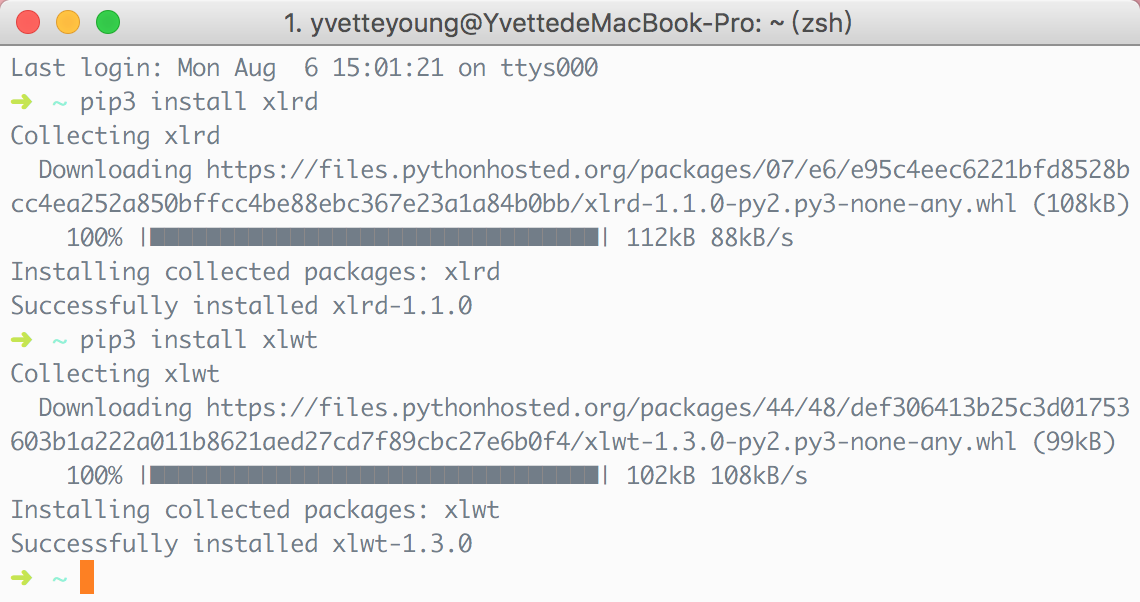 1. yvetteyoung@YvettedeMacBook-Pro: ~ (zsh)
Last login: Mon Aug  6 15:01:21 on ttys000
➜  ~ pip3 install xlrd
Collecting xlrd
  Downloading https://files.pythonhosted.org/packages/07/e6/e95c4eec6221bfd8528b
cc4ea252a850bffcc4be88ebc367e23a1a84b0bb/xlrd-1.1.0-py2.py3-none-any.whl (108kB)
    100% |████████████████████████████████| 112kB 88kB/s
Installing collected packages: xlrd
Successfully installed xlrd-1.1.0
➜  ~ pip3 install xlwt
Collecting xlwt
  Downloading https://files.pythonhosted.org/packages/44/48/def306413b25c3d01753
603b1a222a011b8621aed27cd7f89cbc27e6b0f4/xlwt-1.3.0-py2.py3-none-any.whl (99kB)
    100% |████████████████████████████████| 102kB 108kB/s
Installing collected packages: xlwt
Successfully installed xlwt-1.3.0
➜  ~